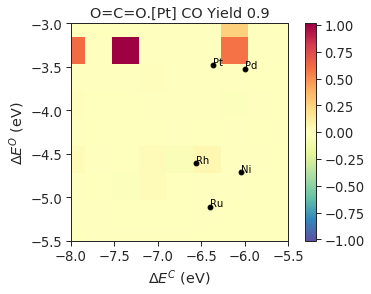 O=C=O.[Pt] CO Yield 0.9
ΔE^O (eV)
−3.0
−3.5
−4.0
−4.5
−5.0
−5.5
Pt
Pd
Rh
Ni
Ru
−8.0 −7.5 −7.0 −6.5 −6.0 −5.5
ΔE^C (eV)
1.00
0.75
0.50
0.25
0.00
−0.25
−0.50
−0.75
−1.00